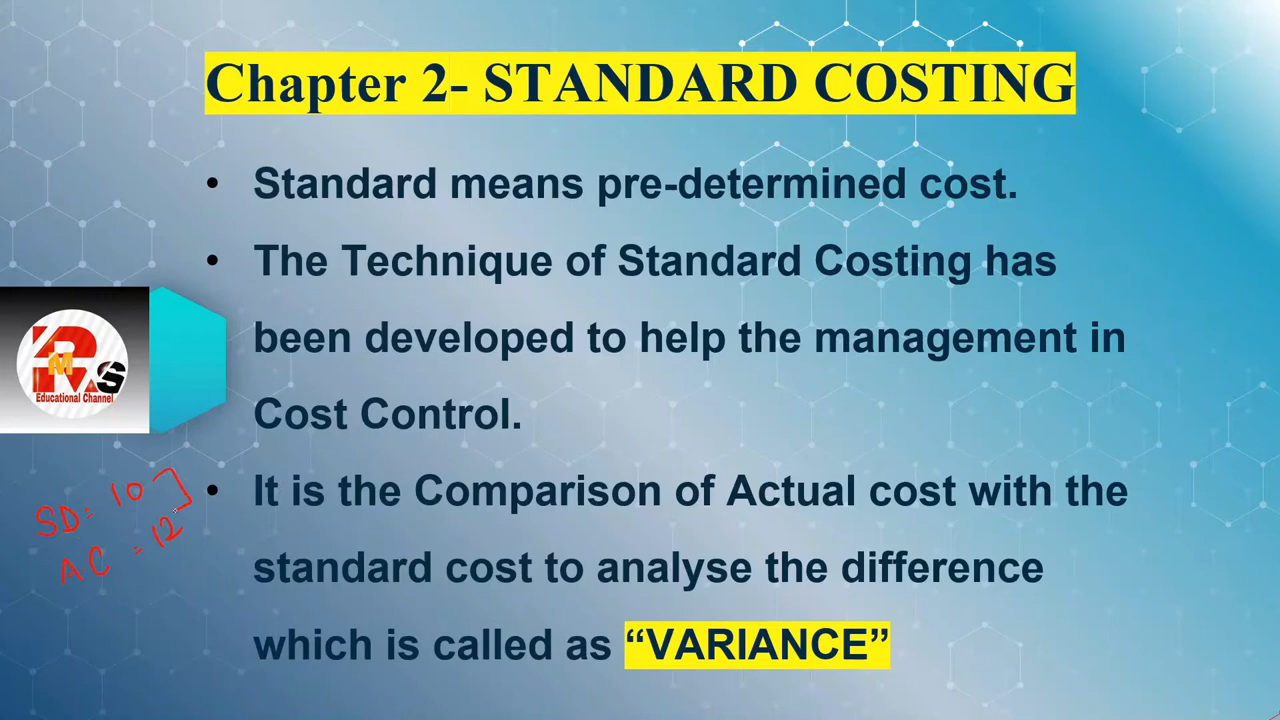 Chapter 2- STANDARD COSTING
• Standard means pre-determined cost.
• The Technique of Standard Costing has
been developed to help the management in
Cost Control.
• It is the Comparison of Actual cost with the
standard cost to analyse the difference
which is called as “VARIANCE”
M S
Educational Channel
SD = 10
AC = 12